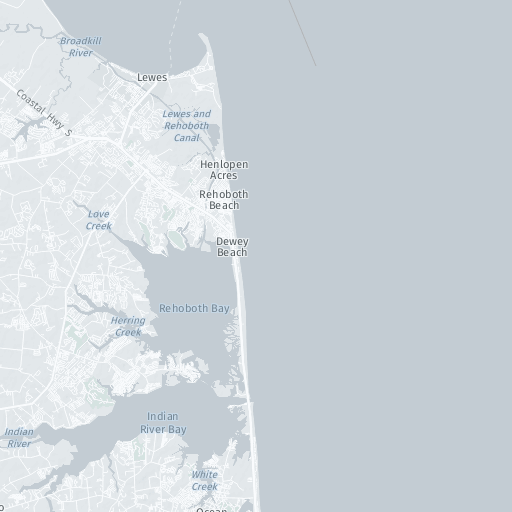 Broadkill
River
Lewes
Coastal Hwy S
Lewes and
Rehoboth
Canal
Henlopen
Acres
Rehoboth
Beach
Love
Creek
Dewey
Beach
Rehoboth Bay
Herring
Creek
Indian
River Bay
Indian
River
White
Creek
Ocean